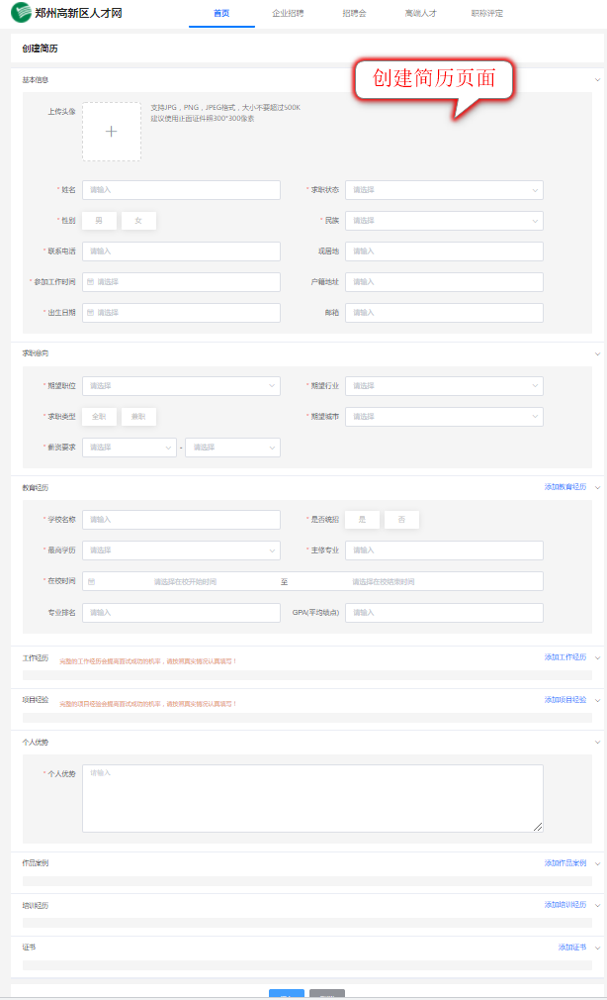 郑州高新区人才网 首页 企业招聘 招聘会 高端人才 职称评定
创建简历
创建简历页面
基本信息
上传头像 支持JPG，PNG，JPEG格式，大小不要超过500K
建议使用正面证件照300*300像素
* 姓名 请输入 * 求职状态 请选择
* 性别 男 女 * 民族 请选择
* 联系电话 请输入 现居地 请输入
* 参加工作时间 请选择 户籍地址 请输入
* 出生日期 请选择 邮箱 请输入
求职意向
* 期望职位 请选择 * 期望行业 请选择
* 求职类型 全职 兼职 * 期望城市 请选择
* 薪资要求 请选择 - 请选择
教育经历 添加教育经历
* 学校名称 请输入 * 是否统招 是 否
* 最高学历 请选择 * 主修专业 请输入
* 在校时间 请选择在校开始时间 至 请选择在校结束时间
专业排名 请输入 GPA(平均绩点) 请输入
工作经历 完整的工作经历会提高面试成功的机率，请按照真实情况认真填写！ 添加工作经历
项目经验 完整的项目经验会提高面试成功的机率，请按照真实情况认真填写！ 添加项目经验
个人优势
* 个人优势 请输入
作品案例 添加作品案例
培训经历 添加培训经历
证书 添加证书